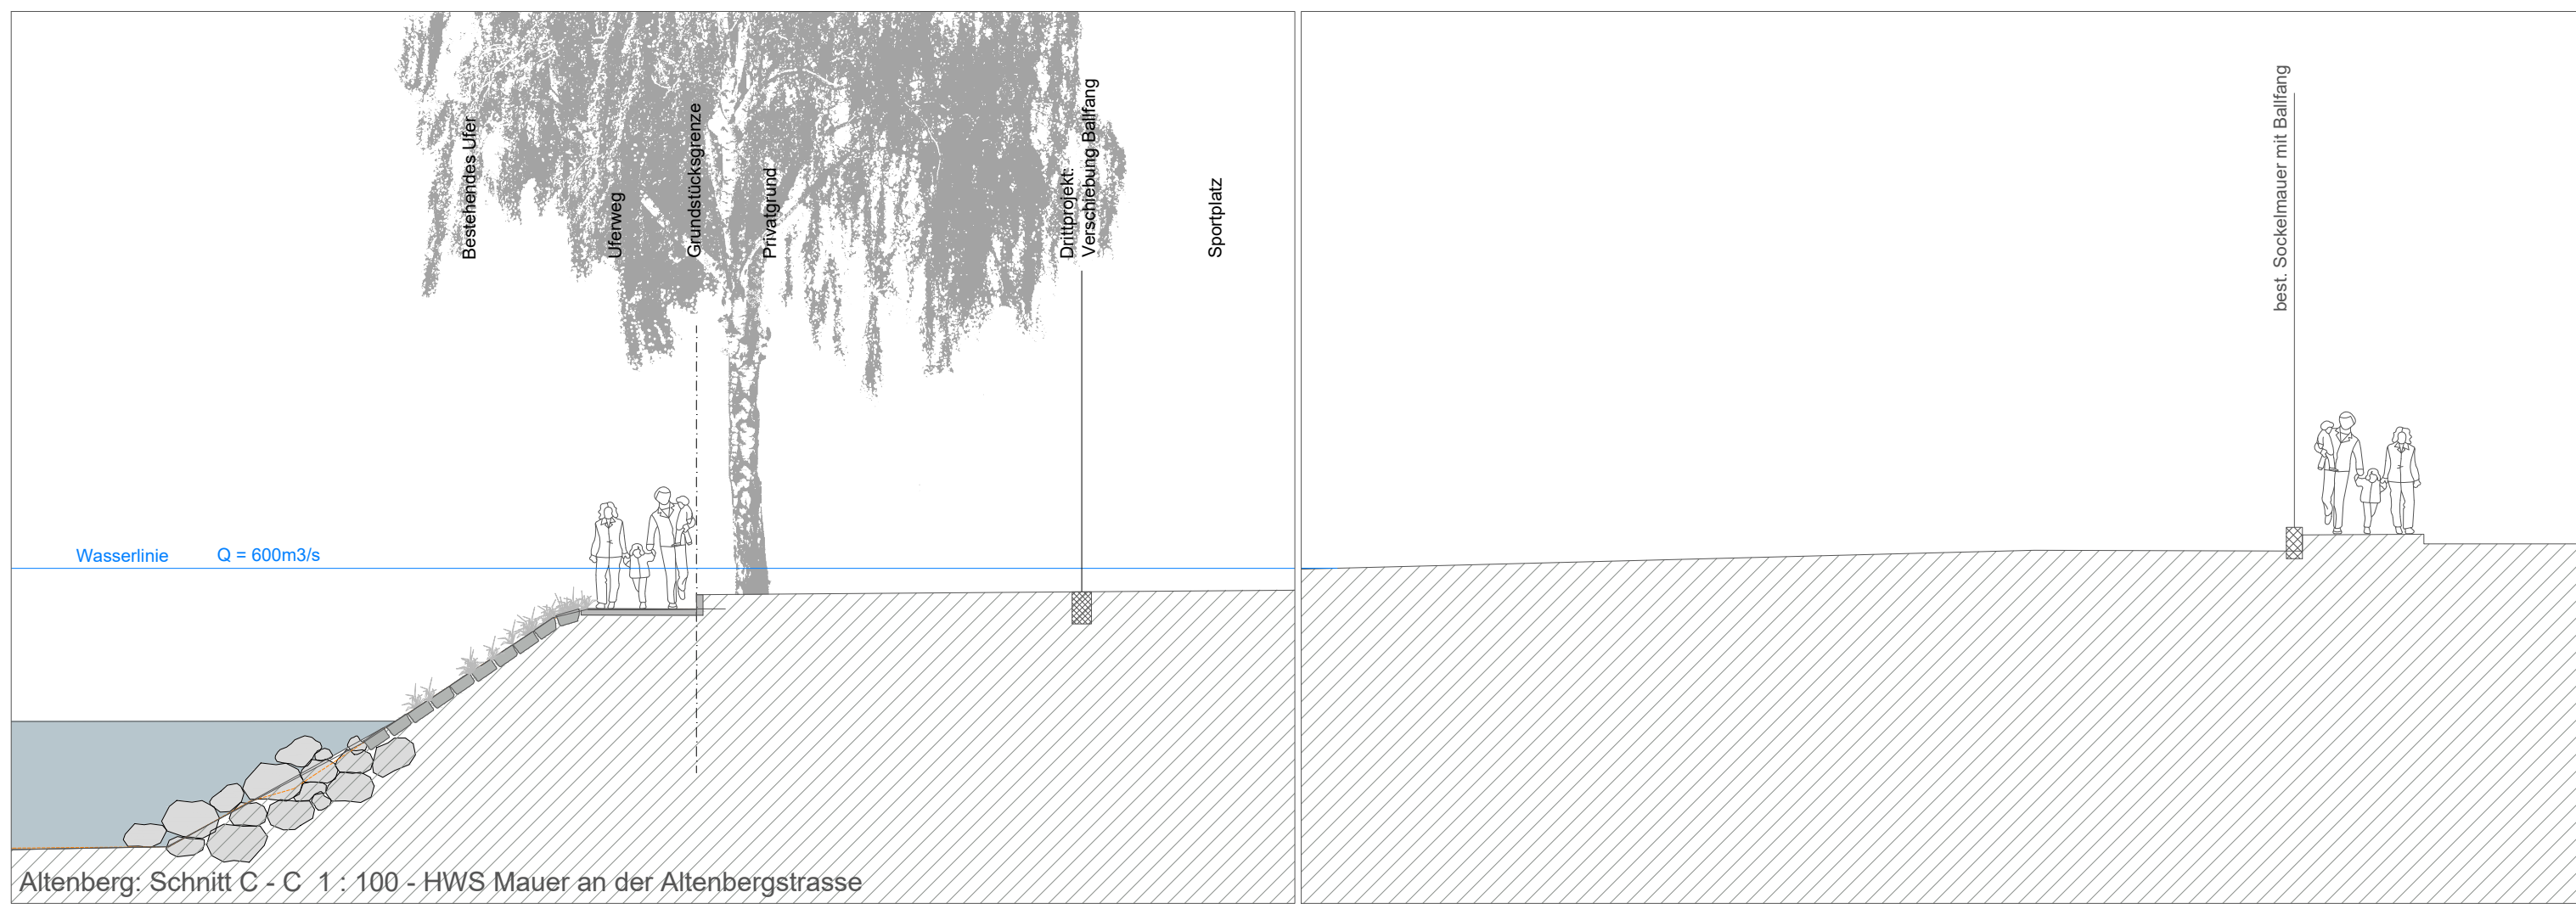 Bestehendes Ufer
Uferweg
Grundstücksgrenze
Privatgrund
Drittprojekt:
Verschiebung Ballfang
Sportplatz
best. Sockelmauer mit Ballfang
Wasserlinie
Q = 600m3/s
Altenberg: Schnitt C - C 1 : 100 - HWS Mauer an der Altenbergstrasse